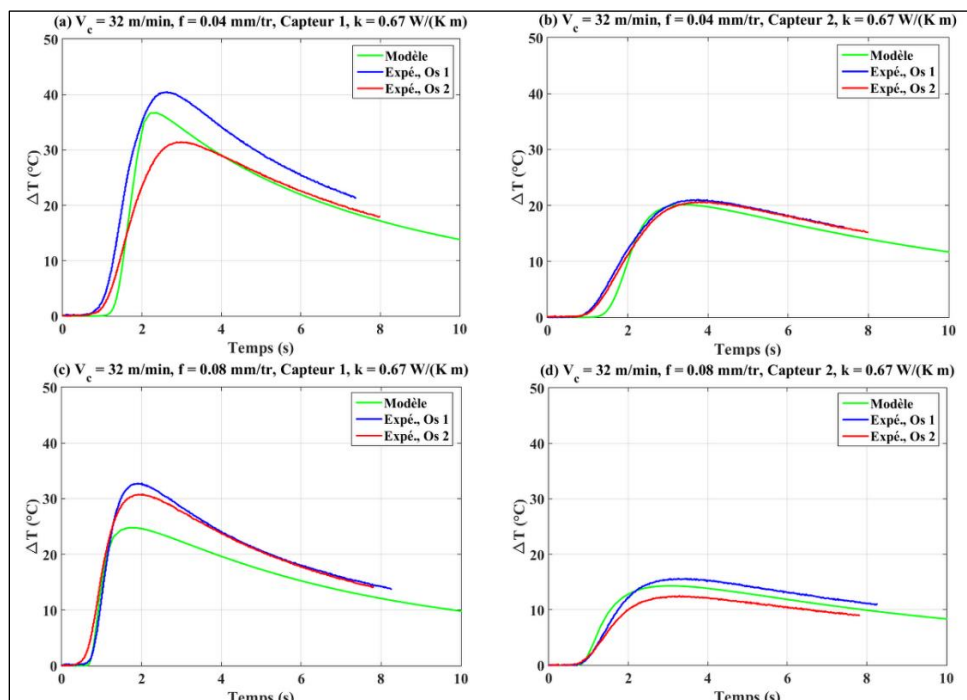 (a) V_c = 32 m/min, f = 0.04 mm/tr, Capteur 1, k = 0.67 W/(K m)
50
40
30
20
10
0
ΔT (°C)
Modèle
Expé., Os 1
Expé., Os 2
0 2 4 6 8 10
Temps (s)
(b) V_c = 32 m/min, f = 0.04 mm/tr, Capteur 2, k = 0.67 W/(K m)
50
40
30
20
10
0
ΔT (°C)
Modèle
Expé., Os 1
Expé., Os 2
0 2 4 6 8 10
Temps (s)
(c) V_c = 32 m/min, f = 0.08 mm/tr, Capteur 1, k = 0.67 W/(K m)
50
40
30
20
10
0
ΔT (°C)
Modèle
Expé., Os 1
Expé., Os 2
0 2 4 6 8 10
Temps (s)
(d) V_c = 32 m/min, f = 0.08 mm/tr, Capteur 2, k = 0.67 W/(K m)
50
40
30
20
10
0
ΔT (°C)
Modèle
Expé., Os 1
Expé., Os 2
0 2 4 6 8 10
Temps (s)